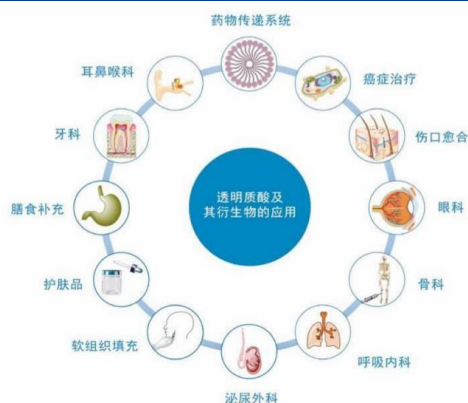 药物传递系统
耳鼻喉科
癌症治疗
牙科
伤口愈合
透明质酸及
其衍生物的应用
膳食补充
眼科
护肤品
骨科
软组织填充
呼吸内科
泌尿外科